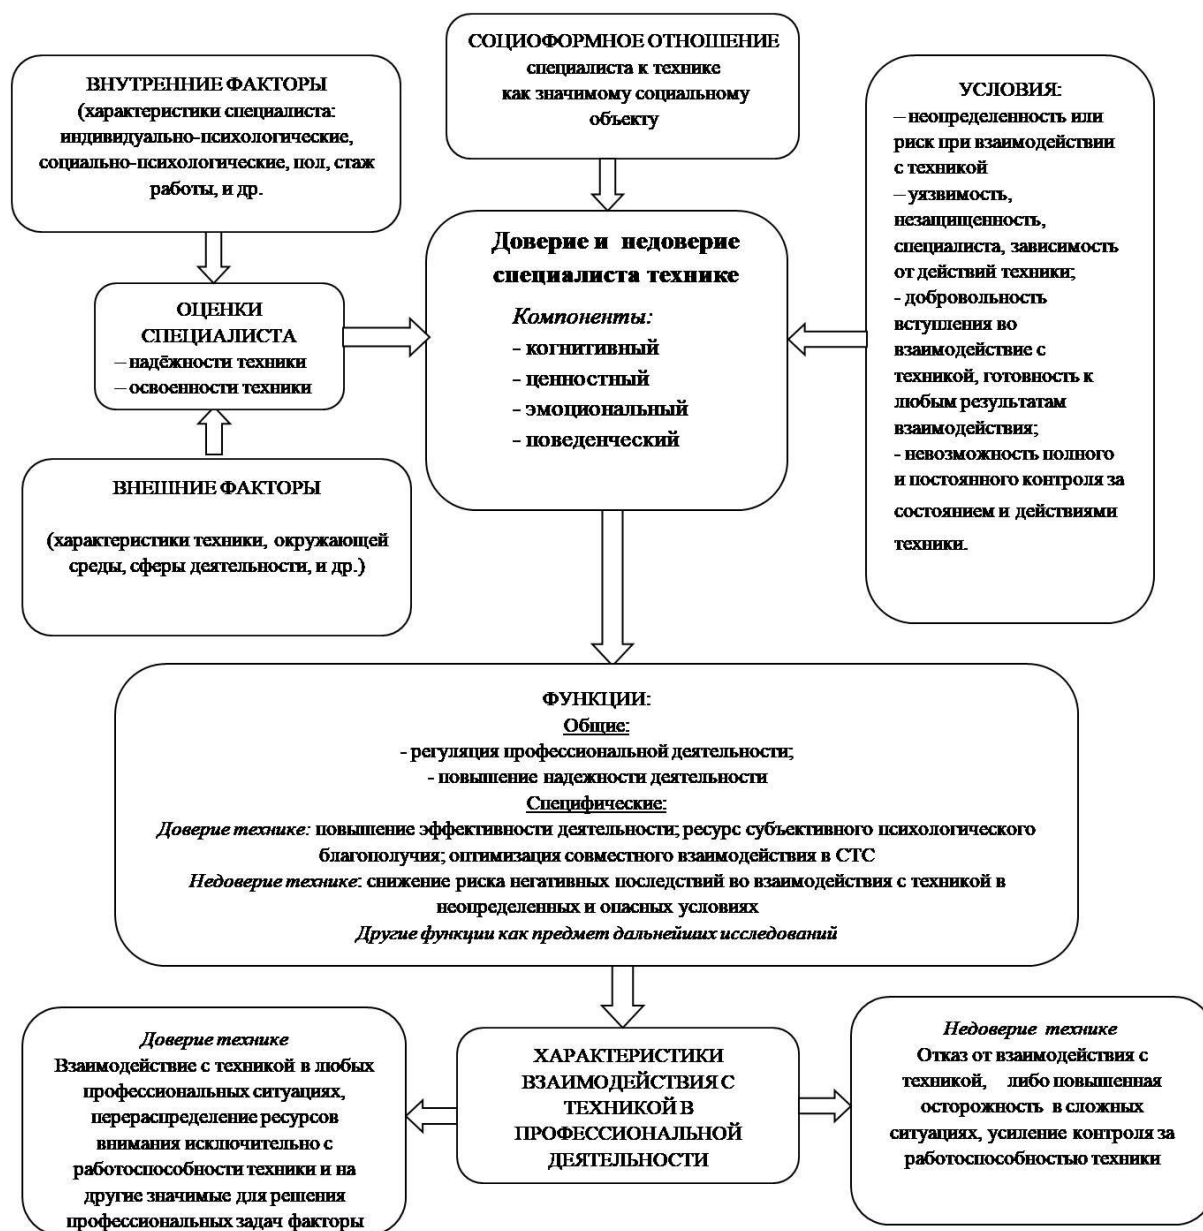 СОЦИОФОРМНОЕ ОТНОШЕНИЕ
специалиста к технике
как значимому социальному
объекту
ВНУТРЕННИЕ ФАКТОРЫ
(характеристики специалиста:
индивидуально-психологические,
социально-психологические, пол, стаж
работы, и др.
УСЛОВИЯ:
– неопределенность или
риск при взаимодействии
с техникой
– уязвимость,
незащищенность,
специалиста, зависимость
от действий техники;
- добровольность
вступления во
взаимодействие с
техникой, готовность к
любым результатам
взаимодействия;
- невозможность полного
и постоянного контроля за
состоянием и действиями
техники.
Доверие и недоверие
специалиста технике
Компоненты:
- когнитивный
- ценностный
- эмоциональный
- поведенческий
ОЦЕНКИ
СПЕЦИАЛИСТА
– надёжности техники
– освоенности техники
ВНЕШНИЕ ФАКТОРЫ
(характеристики техники, окружающей
среды, сферы деятельности, и др.)
ФУНКЦИИ:
Общие:
- регуляция профессиональной деятельности;
- повышение надежности деятельности
Специфические:
Доверие технике: повышение эффективности деятельности; ресурс субъективного психологического
благополучия; оптимизация совместного взаимодействия в СТС
Недоверие технике: снижение риска негативных последствий во взаимодействия с техникой в
неопределенных и опасных условиях
Другие функции как предмет дальнейших исследований
Доверие технике
Взаимодействие с техникой в любых
профессиональных ситуациях,
перераспределение ресурсов
внимания исключительно с
работоспособности техники и на
другие значимые для решения
профессиональных задач факторы
ХАРАКТЕРИСТИКИ
ВЗАИМОДЕЙСТВИЯ С
ТЕХНИКОЙ В
ПРОФЕССИОНАЛЬНОЙ
ДЕЯТЕЛЬНОСТИ
Недоверие технике
Отказ от взаимодействия с
техникой, либо повышенная
осторожность в сложных
ситуациях, усиление контроля за
работоспособностью техники